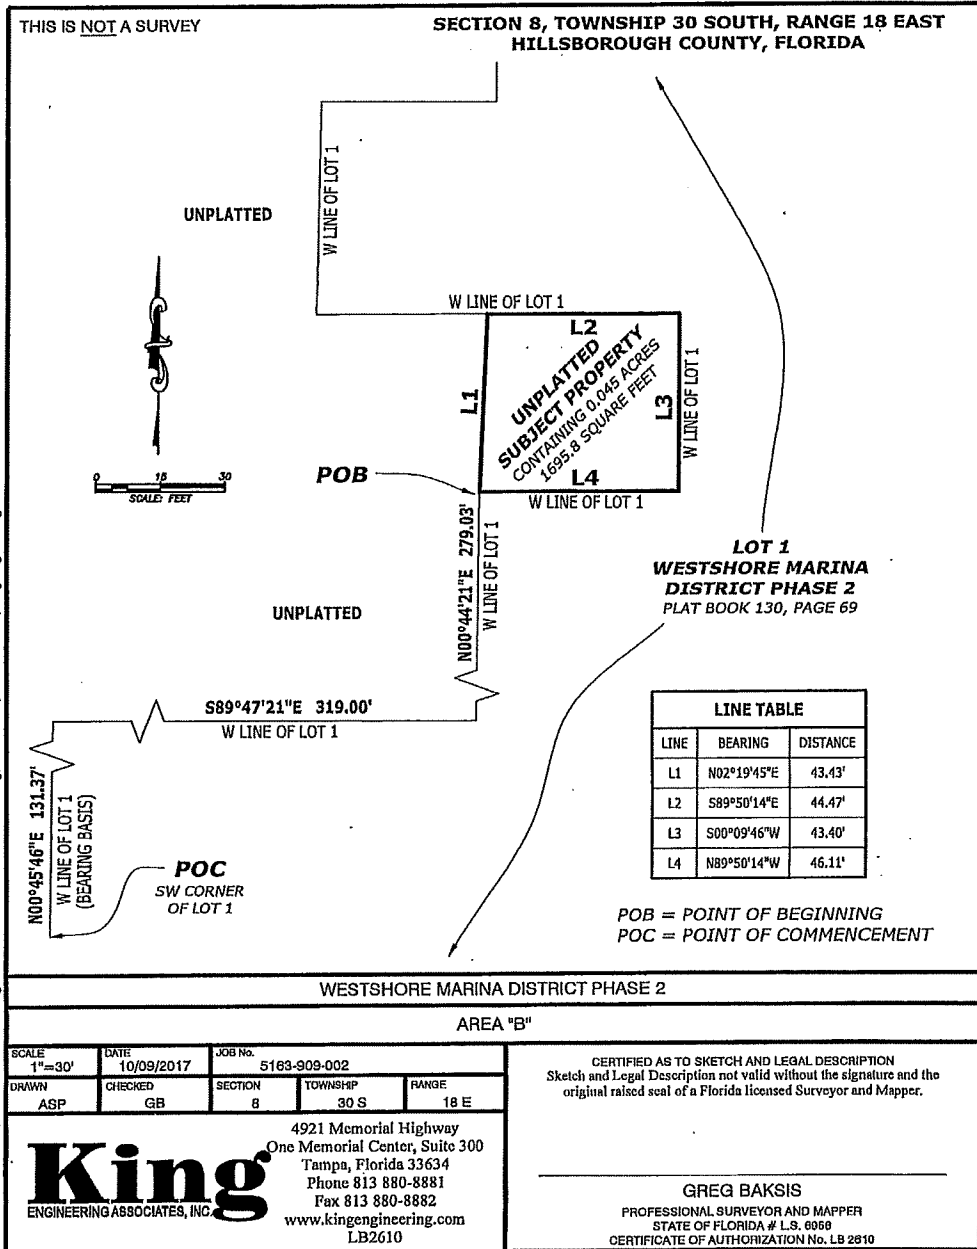 THIS IS NOT A SURVEY
SECTION 8, TOWNSHIP 30 SOUTH, RANGE 18 EAST
HILLSBOROUGH COUNTY, FLORIDA
W LINE OF LOT 1
UNPLATTED
W LINE OF LOT 1
L2
L1
UNPLATTED
SUBJECT PROPERTY
CONTAINING 0.045 ACRES
1695.8 SQUARE FEET
L3
W LINE OF LOT 1
L4
W LINE OF LOT 1
0 15 30
SCALE: FEET
POB
N00°44'21"E 279.03'
W LINE OF LOT 1
LOT 1
WESTSHORE MARINA
DISTRICT PHASE 2
PLAT BOOK 130, PAGE 69
UNPLATTED
S89°47'21"E 319.00'
W LINE OF LOT 1
N00°45'46"E 131.37'
W LINE OF LOT 1
(BEARING BASIS)
POC
SW CORNER
OF LOT 1
LINE TABLE
LINE BEARING DISTANCE
L1 N02°19'45"E 43.43'
L2 S89°50'14"E 44.47'
L3 S00°09'46"W 43.40'
L4 N89°50'14"W 46.11'
POB = POINT OF BEGINNING
POC = POINT OF COMMENCEMENT
WESTSHORE MARINA DISTRICT PHASE 2
AREA "B"
SCALE DATE JOB No.
1"=30' 10/09/2017 5163-909-002
DRAWN CHECKED SECTION TOWNSHIP RANGE
ASP GB 8 30 S 18 E
King
ENGINEERING ASSOCIATES, INC.
4921 Memorial Highway
One Memorial Center, Suite 300
Tampa, Florida 33634
Phone 813 880-8881
Fax 813 880-8882
www.kingengineering.com
LB2610
CERTIFIED AS TO SKETCH AND LEGAL DESCRIPTION
Sketch and Legal Description not valid without the signature and the
original raised seal of a Florida licensed Surveyor and Mapper.
GREG BAKSIS
PROFESSIONAL SURVEYOR AND MAPPER
STATE OF FLORIDA # L.S. 6056
CERTIFICATE OF AUTHORIZATION No. LB 2610